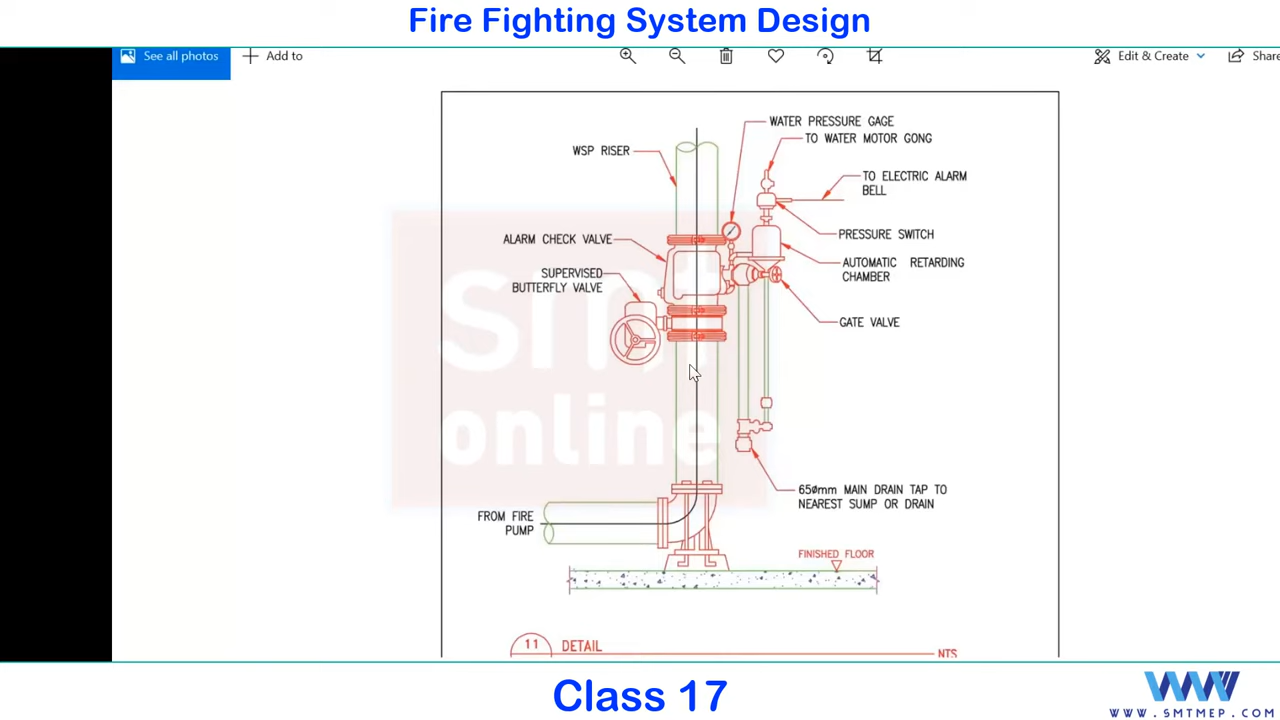 Fire Fighting System Design
See all photos
Add to
Edit & Create
Share
WATER PRESSURE GAGE
TO WATER MOTOR GONG
WSP RISER
TO ELECTRIC ALARM
BELL
ALARM CHECK VALVE
PRESSURE SWITCH
SUPERVISED
BUTTERFLY VALVE
AUTOMATIC RETARDING
CHAMBER
GATE VALVE
smt
online
65ømm MAIN DRAIN TAP TO
NEAREST SUMP OR DRAIN
FROM FIRE
PUMP
FINISHED FLOOR
11 DETAIL
NTS
Class 17
WWW.SMTMEP.COM